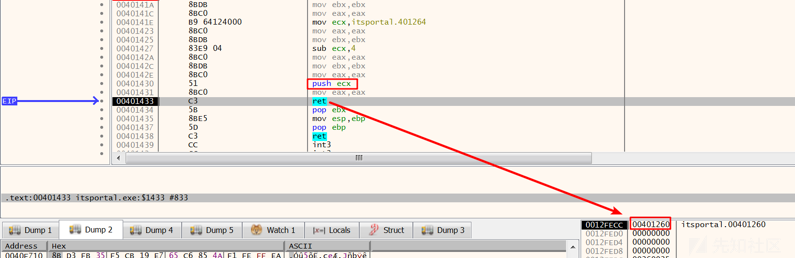 0040141A 8BDB mov ebx,ebx
0040141C 8BC0 mov eax,eax
0040141E B9 64124000 mov ecx,itsportal.401264
00401423 8BC0 mov eax,eax
00401425 8BDB mov ebx,ebx
00401427 83E9 04 sub ecx,4
0040142A 8BC0 mov eax,eax
0040142C 8BDB mov ebx,ebx
0040142E 8BC0 mov eax,eax
00401430 51 push ecx
8BC0 mov eax,eax
EIP 00401433 C3 ret
00401434 5B pop ebx
00401435 8BE5 mov esp,ebp
00401437 5D pop ebp
00401438 C3 ret
00401439 CC int3
.text:00401433 itsportal.exe:$1433 #833
Dump 1 Dump 2 Dump 4 Dump 5 Watch 1 Locals Struct Dump 3
Address Hex ASCII
0012FECC 00401260 itsportal.00401260
0012FED0 00000000
0012FED4 00000000
0012FED8 00000000
先知社区